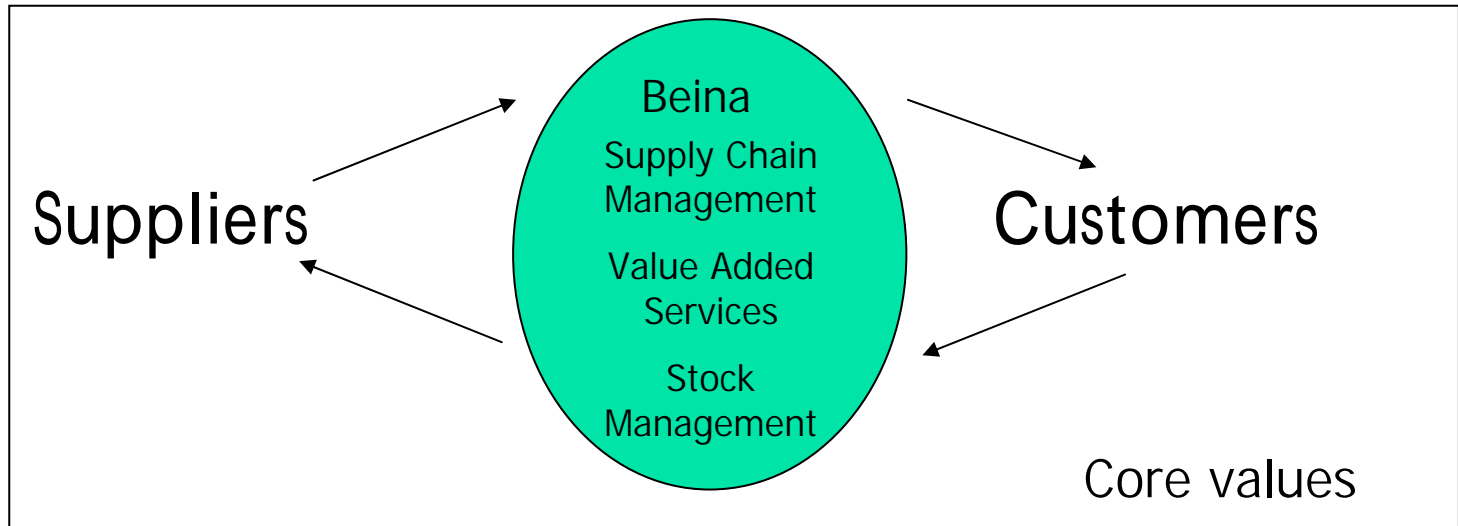 Beina
Supply Chain
Management
Suppliers
Customers
Value Added
Services
Stock
Management
Core values